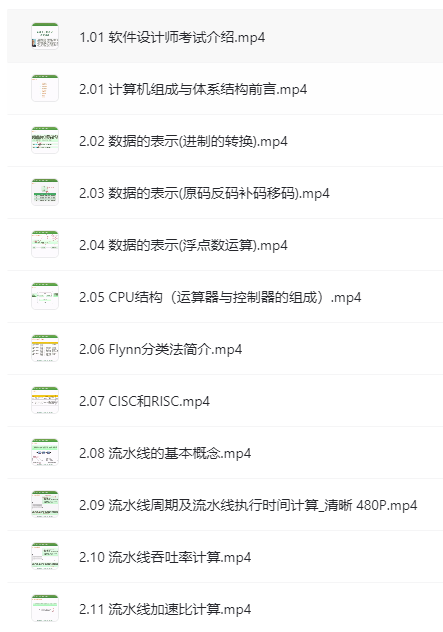 1.01 软件设计师考试介绍.mp4
2.01 计算机组成与体系结构前言.mp4
2.02 数据的表示(进制的转换).mp4
2.03 数据的表示(原码反码补码移码).mp4
2.04 数据的表示(浮点数运算).mp4
2.05 CPU结构（运算器与控制器的组成）.mp4
2.06 Flynn分类法简介.mp4
2.07 CISC和RISC.mp4
2.08 流水线的基本概念.mp4
2.09 流水线周期及流水线执行时间计算_清晰 480P.mp4
2.10 流水线吞吐率计算.mp4
2.11 流水线加速比计算.mp4